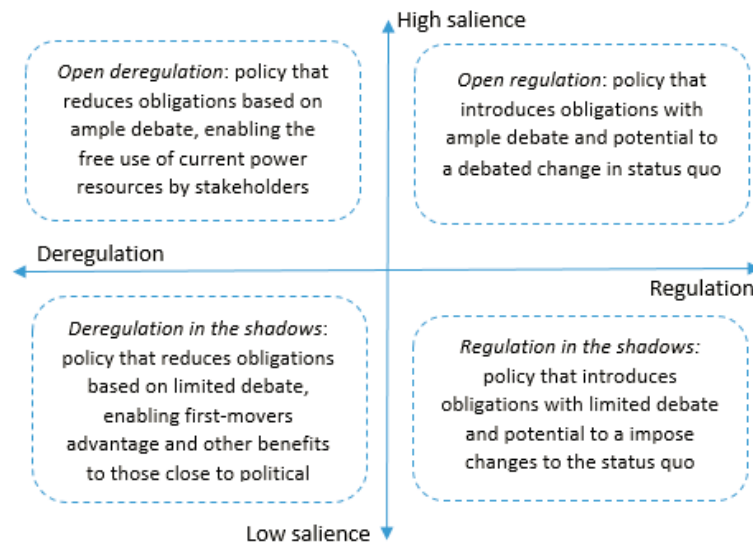 High salience
Open deregulation: policy that
reduces obligations based on
ample debate, enabling the
free use of current power
resources by stakeholders
Open regulation: policy that
introduces obligations with
ample debate and potential to
a debated change in status quo
Deregulation
Regulation
Deregulation in the shadows:
policy that reduces obligations
based on limited debate,
enabling first-movers
advantage and other benefits
to those close to political
Regulation in the shadows:
policy that introduces
obligations with limited debate
and potential to a impose
changes to the status quo
Low salience